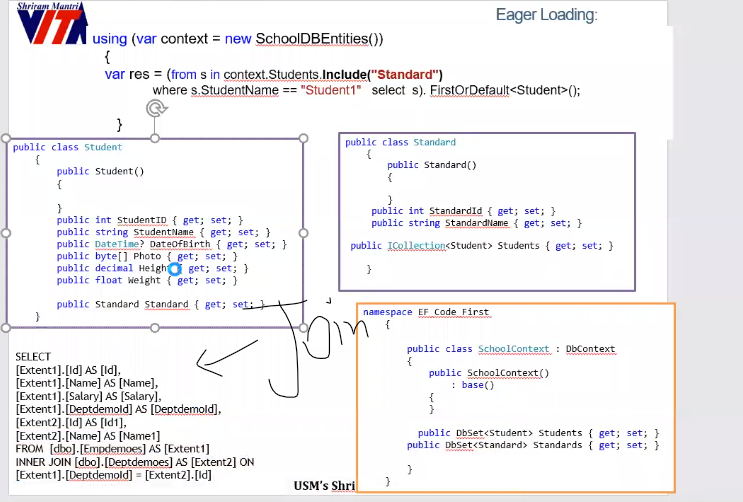 Shriram Mantri
VITA
Eager Loading:
using (var context = new SchoolDBEntities())
{
var res = (from s in context.Students.Include("Standard")
where s.StudentName == "Student1" select s). FirstOrDefault<Student>();
}
public class Student
{
public Student()
{
}
public int StudentID { get; set; }
public string StudentName { get; set; }
public DateTime? DateOfBirth { get; set; }
public byte[] Photo { get; set; }
public decimal Height get; set; }
public float Weight { get; set; }
public Standard Standard { get; set; }
}
public class Standard
{
public Standard()
{
}
public int StandardId { get; set; }
public string StandardName { get; set; }
public ICollection<Student> Students { get; set; }
}
Join
SELECT
[Extent1].[Id] AS [Id],
[Extent1].[Name] AS [Name],
[Extent1].[Salary] AS [Salary],
[Extent1].[DeptdemoId] AS [DeptdemoId],
[Extent2].[Id] AS [Id1],
[Extent2].[Name] AS [Name1]
FROM [dbo].[Empdemoes] AS [Extent1]
INNER JOIN [dbo].[Deptdemoes] AS [Extent2] ON
[Extent1].[DeptdemoId] = [Extent2].[Id]
namespace EF_Code_First
{
public class SchoolContext : DbContext
{
public SchoolContext()
: base()
{
}
public DbSet<Student> Students { get; set; }
public DbSet<Standard> Standards { get; set; }
}
}
USM's Shri